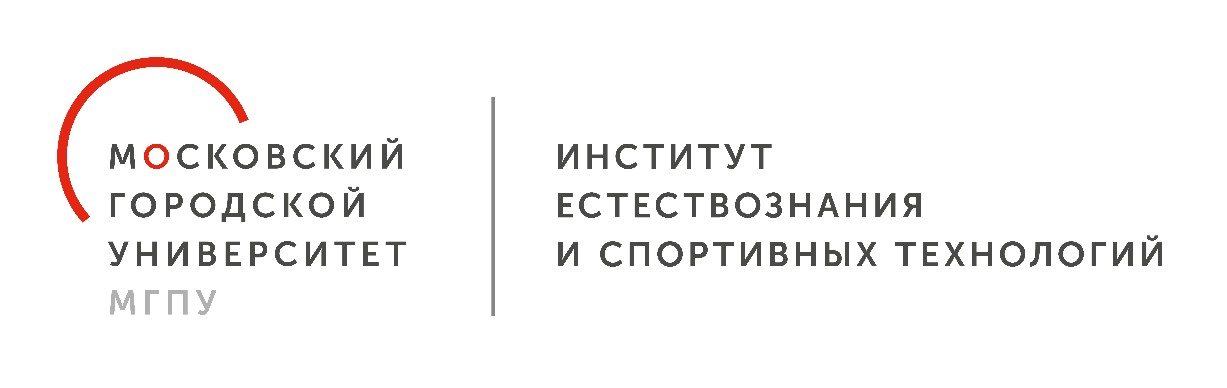 МОСКОВСКИЙ
ГОРОДСКОЙ
УНИВЕРСИТЕТ
МГПУ
ИНСТИТУТ
ЕСТЕСТВОЗНАНИЯ
И СПОРТИВНЫХ ТЕХНОЛОГИЙ